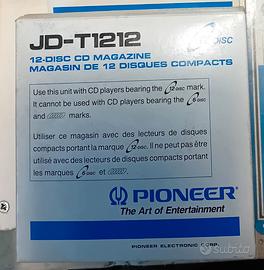 JD-T1212
DISC
12-DISC CD MAGAZINE
MAGASIN DE 12 DISQUES COMPACTS
Use this unit with CD players bearing the 12-DISC mark.
It cannot be used with CD players bearing the 6-DISC
and marks.
Utiliser ce magasin avec des lecteurs de disques
compacts portant la marque 12-DISC. Il ne peut pas être
utilisé avec des lecteurs de disques compacts portant
les marques 6-DISC et .
PIONEER
The Art of Entertainment
PIONEER ELECTRONIC CORP.
subito